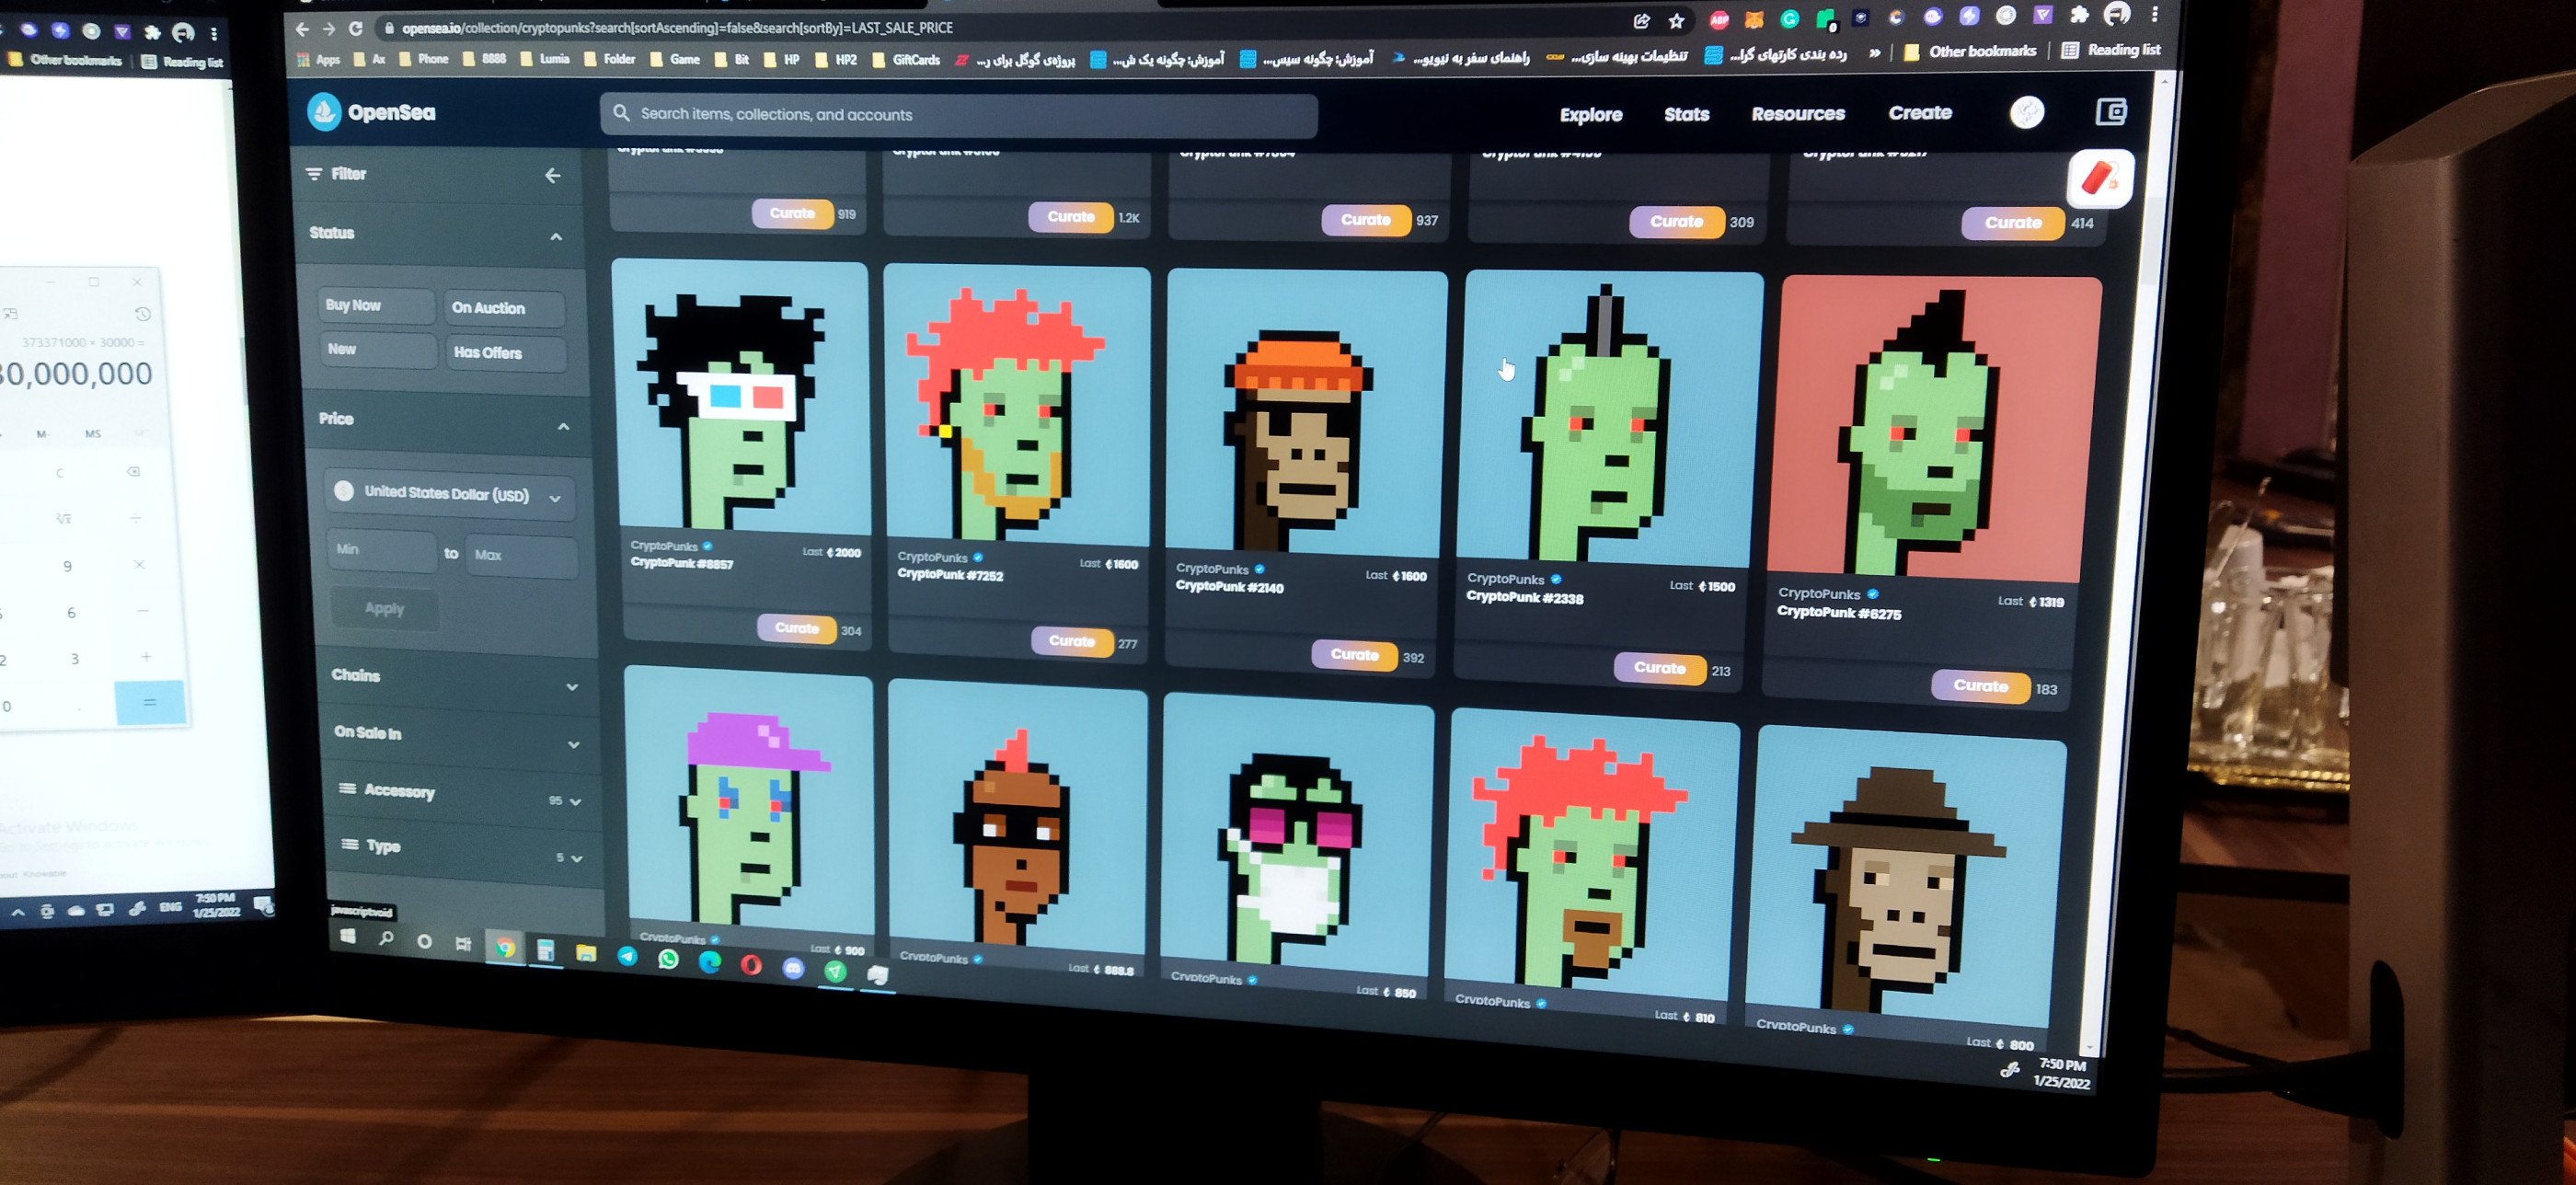 opensea.io/collection/cryptopunks?search[sortAscending]=false&search[sortBy]=LAST_SALE_PRICE
ABP
Other bookmarks
Reading list
Apps
Ax
Phone
8888
Lumia
Folder
Game
Bit
HP
HP2
GiftCards
پروژه‌ی گوگل برای ر...
آموزش: چگونه یک ش...
آموزش: چگونه سیس...
راهنمای سفر به نیویو...
تنظیمات بهینه سازی...
رده بندی کارتهای گرا...
»
Other bookmarks
Reading list
OpenSea
Search items, collections, and accounts
Explore
Stats
Resources
Create
Filter
Status
Buy Now
On Auction
New
Has Offers
Price
United States Dollar (USD)
Min
to
Max
Apply
Chains
On Sale In
Accessory
95
Type
5
Curate 919
Curate 1.2K
Curate 937
Curate 309
Curate 414
CryptoPunks
Last 2000
CryptoPunk #8857
Curate 304
CryptoPunks
Last 1600
CryptoPunk #7252
Curate 277
CryptoPunks
Last 1600
CryptoPunk #2140
Curate 392
CryptoPunks
Last 1500
CryptoPunk #2338
Curate 213
CryptoPunks
Last 1319
CryptoPunk #6275
Curate 183
CryptoPunks
Last 900
CryptoPunks
Last 888.8
CryptoPunks
Last 850
CryptoPunks
Last 810
CryptoPunks
Last 800
373371000 × 30000 =
30,000,000
M-
MS
C
9
×
6
−
2
3
+
0
.
=
Activate Windows
Knowable
ENG
7:50 PM
1/25/2022
javascript:void
7:50 PM
1/25/2022